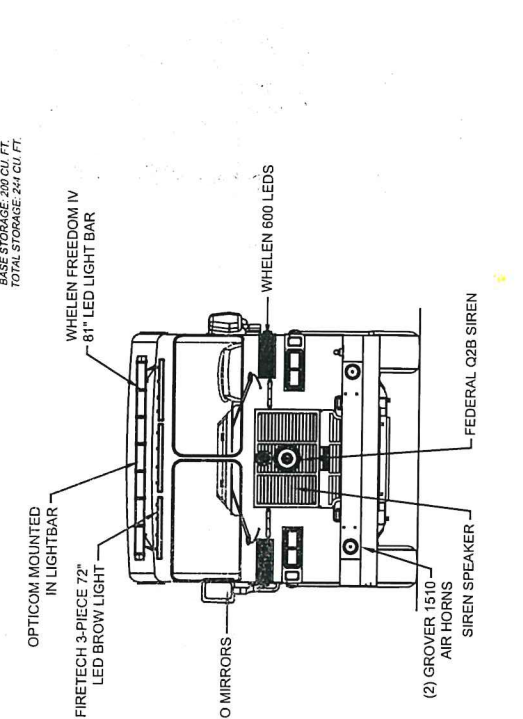 BASE STORAGE: 200 CU. FT.
TOTAL STORAGE: 244 CU. FT.
WHELEN FREEDOM IV
81" LED LIGHT BAR
OPTICOM MOUNTED
IN LIGHTBAR
FIRETECH 3-PIECE 72"
LED BROW LIGHT
WHELEN 600 LEDS
O MIRRORS
FEDERAL Q2B SIREN
(2) GROVER 1510
AIR HORNS
SIREN SPEAKER